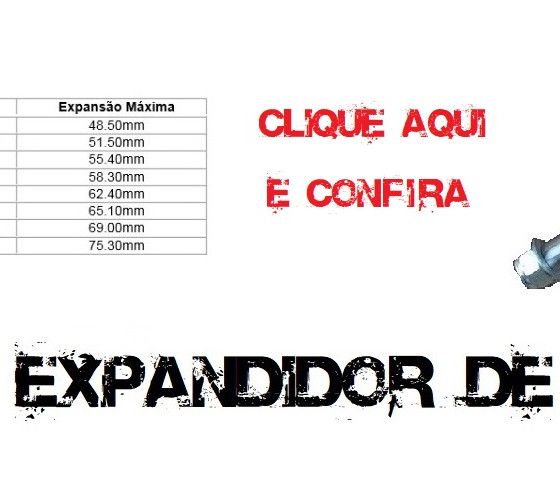 Expansão Máxima
48.50mm
51.50mm
55.40mm
58.30mm
62.40mm
65.10mm
69.00mm
75.30mm
CLIQUE AQUI
E CONFIRA
EXPANDIDOR DE